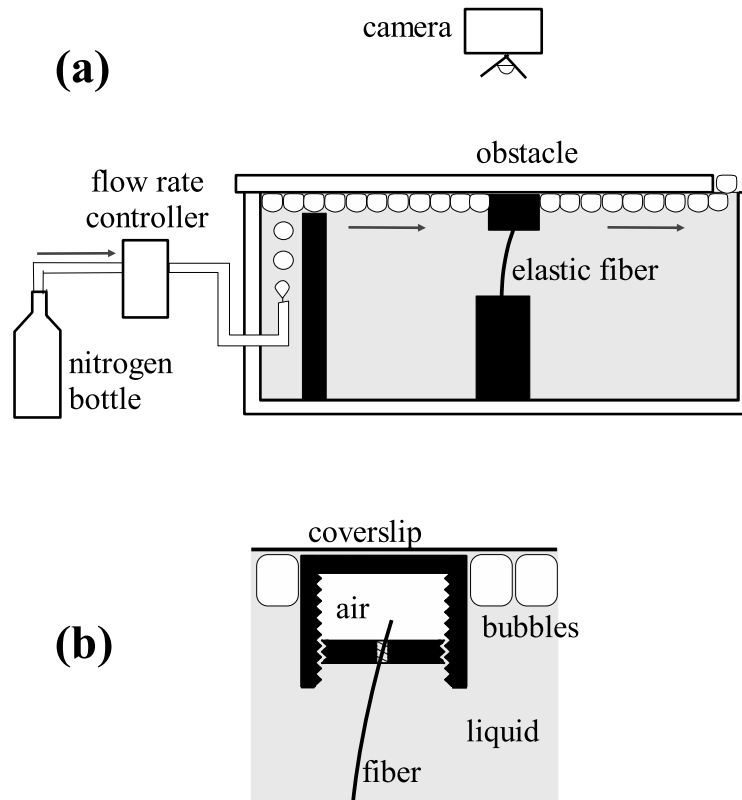 camera
(a)
obstacle
flow rate
controller
elastic fiber
nitrogen
bottle
coverslip
air
bubbles
(b)
liquid
fiber